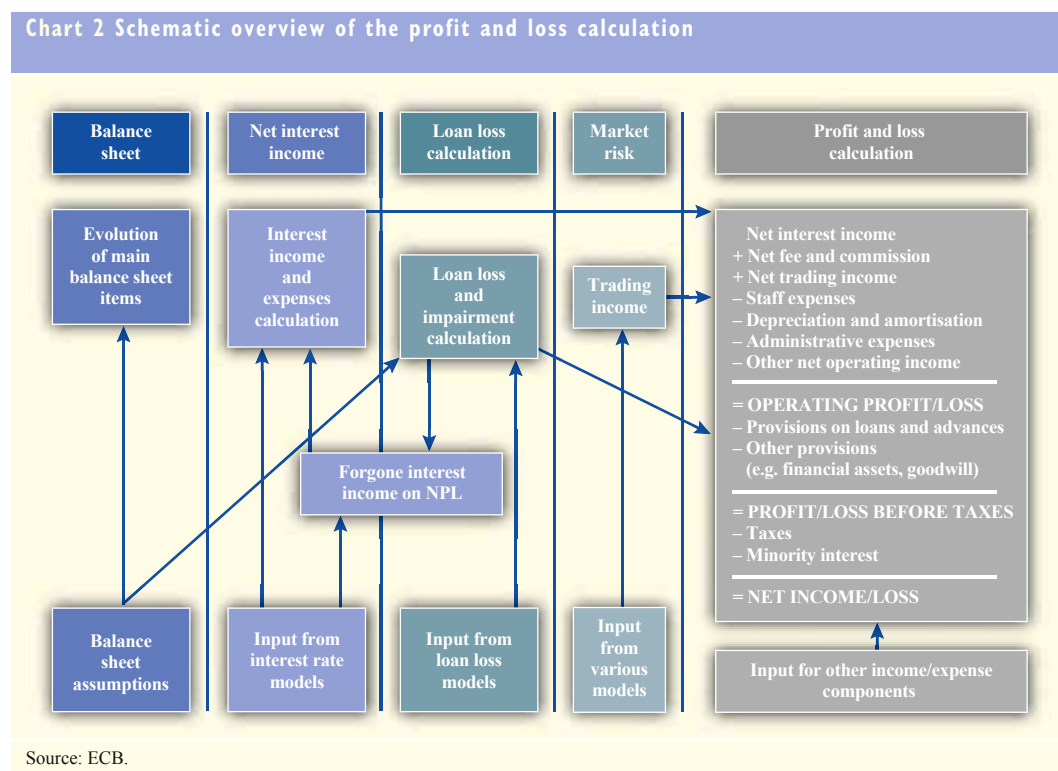 Chart 2 Schematic overview of the profit and loss calculation
Balance
sheet
Net interest
income
Loan loss
calculation
Market
risk
Profit and loss
calculation
Evolution
of main
balance sheet
items
Interest
income
and
expenses
calculation
Loan loss
and
impairment
calculation
Trading
income
Net interest income
+ Net fee and commission
+ Net trading income
– Staff expenses
– Depreciation and amortisation
– Administrative expenses
– Other net operating income
= OPERATING PROFIT/LOSS
– Provisions on loans and advances
– Other provisions
(e.g. financial assets, goodwill)
= PROFIT/LOSS BEFORE TAXES
– Taxes
– Minority interest
= NET INCOME/LOSS
Forgone interest
income on NPL
Balance
sheet
assumptions
Input from
interest rate
models
Input from
loan loss
models
Input
from
various
models
Input for other income/expense
components
Source: ECB.